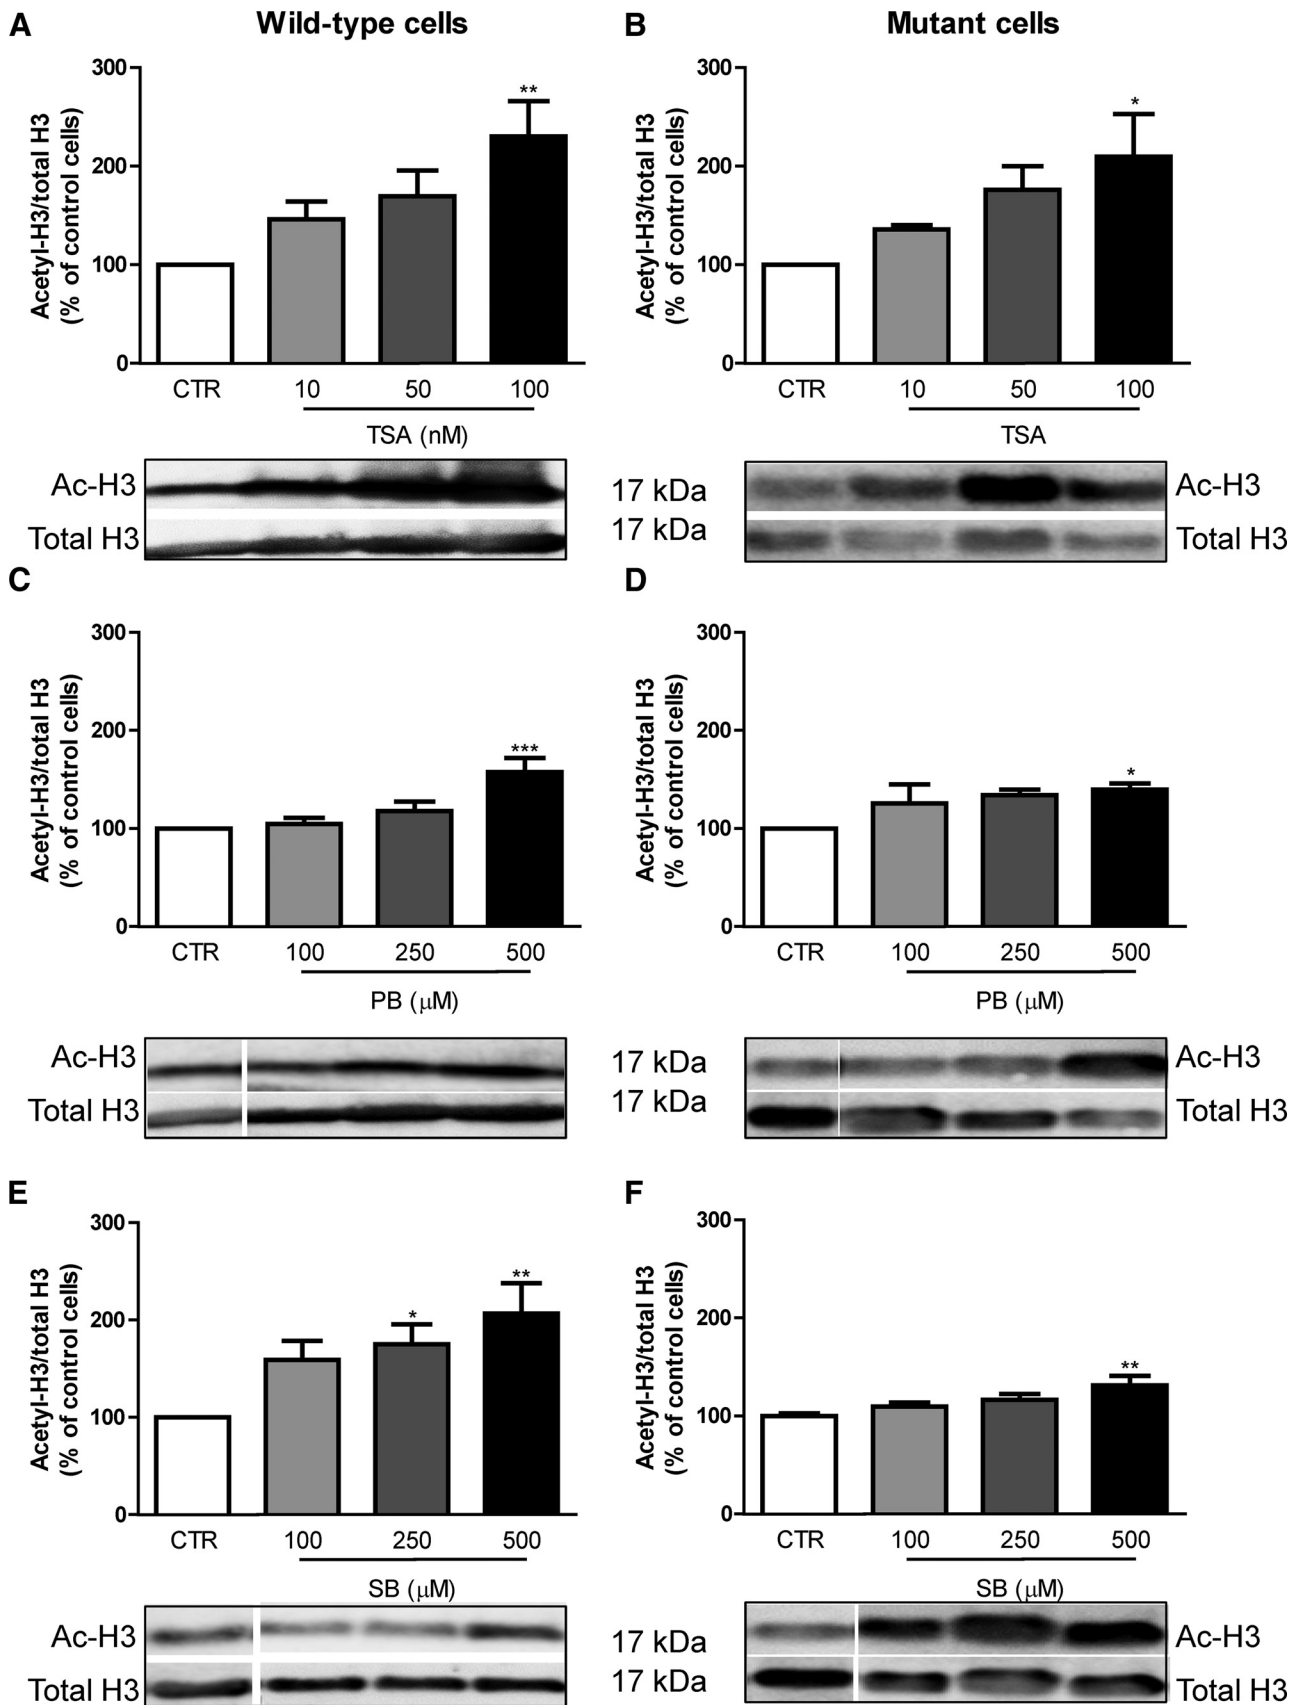 A Wild-type cells
B Mutant cells
Acetyl-H3/total H3
(% of control cells)
300
200
100
0
**
CTR 10 50 100
TSA (nM)
Ac-H3
Total H3
Acetyl-H3/total H3
(% of control cells)
300
200
100
0
*
CTR 10 50 100
TSA
17 kDa
17 kDa
Ac-H3
Total H3
C
Acetyl-H3/total H3
(% of control cells)
300
200
100
0
***
CTR 100 250 500
PB (μM)
Ac-H3
Total H3
D
Acetyl-H3/total H3
(% of control cells)
300
200
100
0
*
CTR 100 250 500
PB (μM)
17 kDa
17 kDa
Ac-H3
Total H3
E
Acetyl-H3/total H3
(% of control cells)
300
200
100
0
*
**
CTR 100 250 500
SB (μM)
Ac-H3
Total H3
F
Acetyl-H3/total H3
(% of control cells)
300
200
100
0
**
CTR 100 250 500
SB (μM)
17 kDa
17 kDa
Ac-H3
Total H3